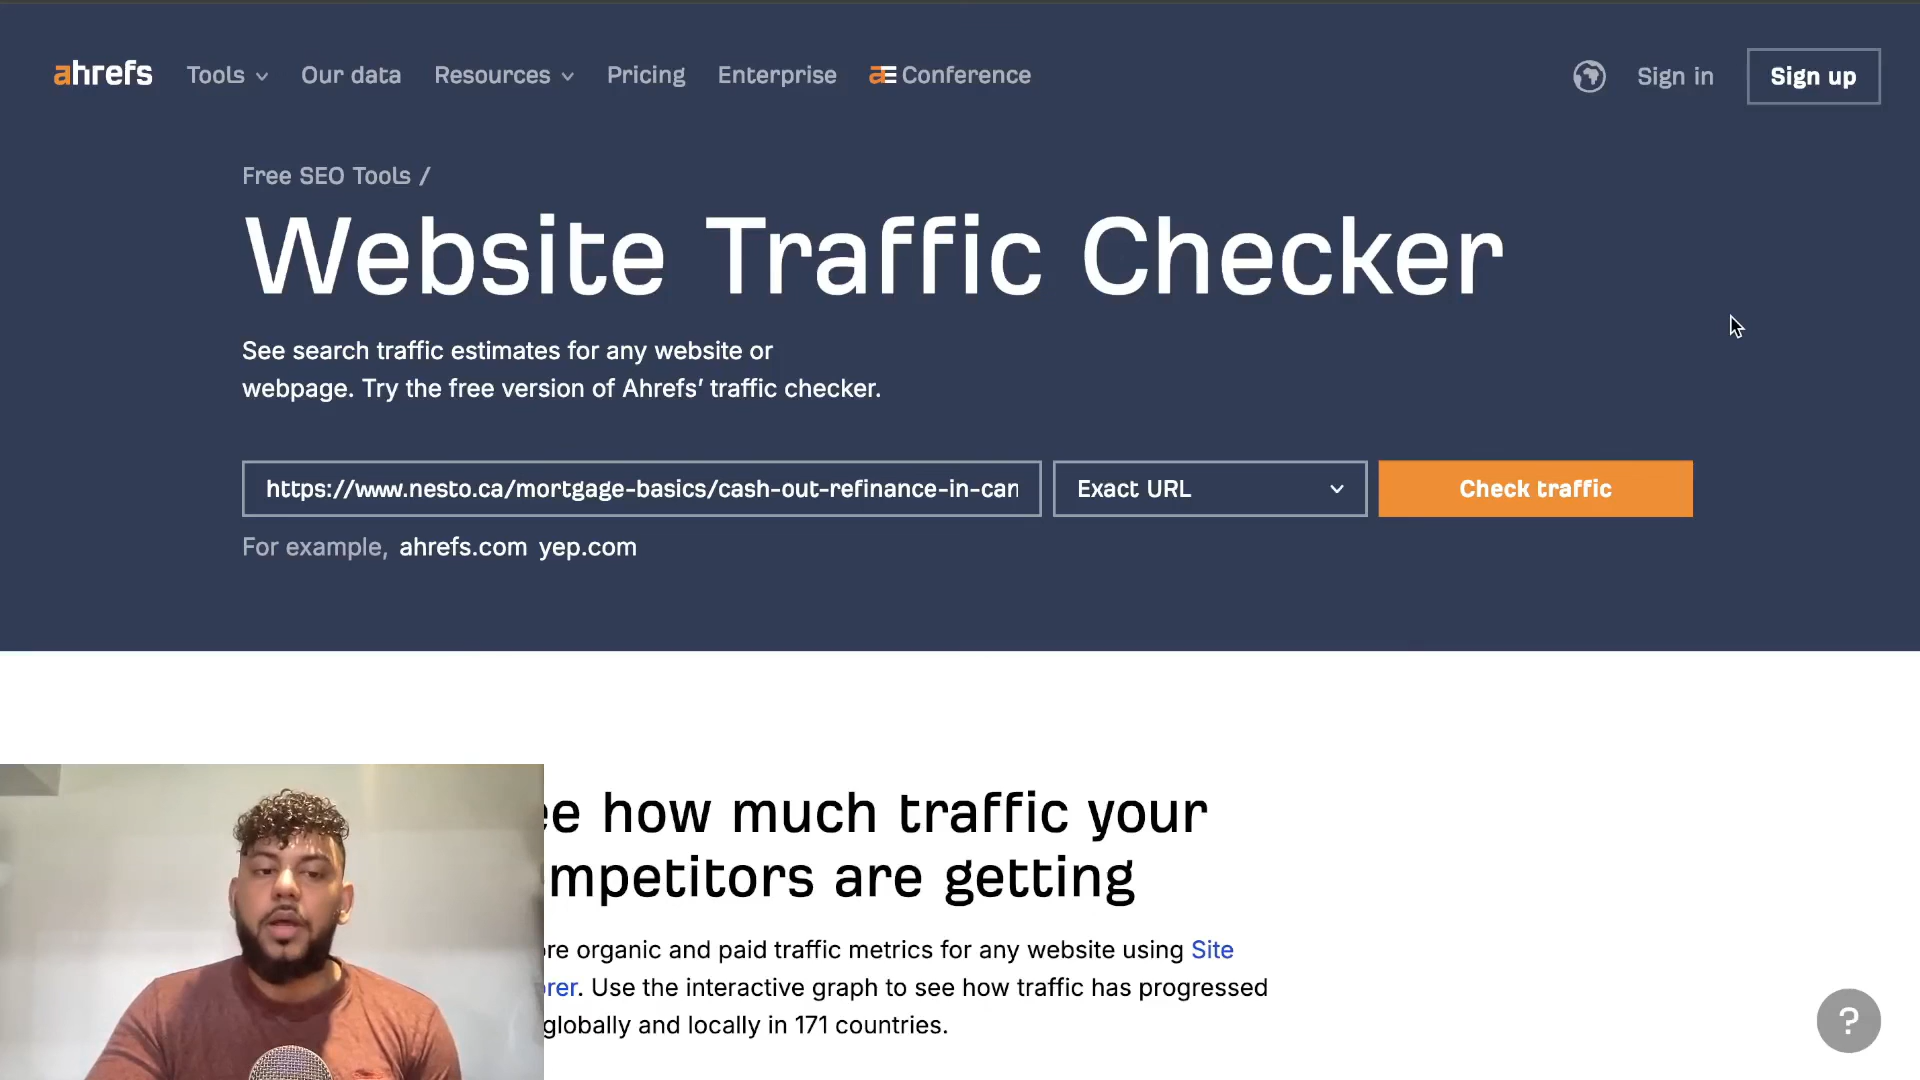 ahrefs Tools Our data Resources Pricing Enterprise Conference Sign in Sign up
Free SEO Tools /
Website Traffic Checker
See search traffic estimates for any website or
webpage. Try the free version of Ahrefs’ traffic checker.
https://www.nesto.ca/mortgage-basics/cash-out-refinance-in-can Exact URL Check traffic
For example, ahrefs.com yep.com
how much traffic your
are getting
organic and paid traffic metrics for any website using Site
Use the interactive graph to see how traffic has progressed
globally and locally in 171 countries.
?